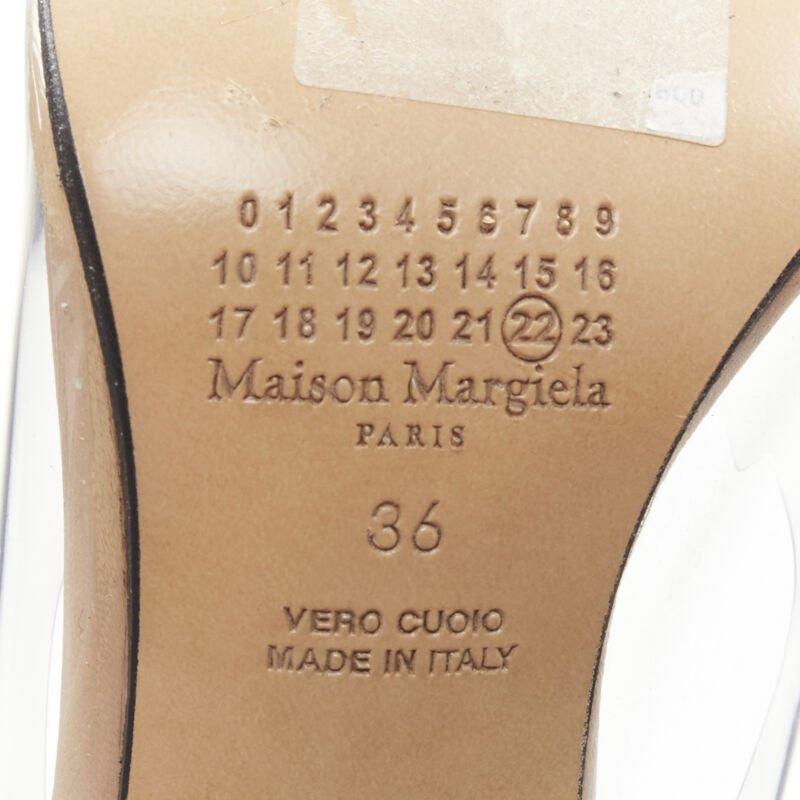 0 1 2 3 4 5 6 7 8 9
10 11 12 13 14 15 16
17 18 19 20 21 22 23
Maison Margiela
PARIS
36
VERO CUOIO
MADE IN ITALY